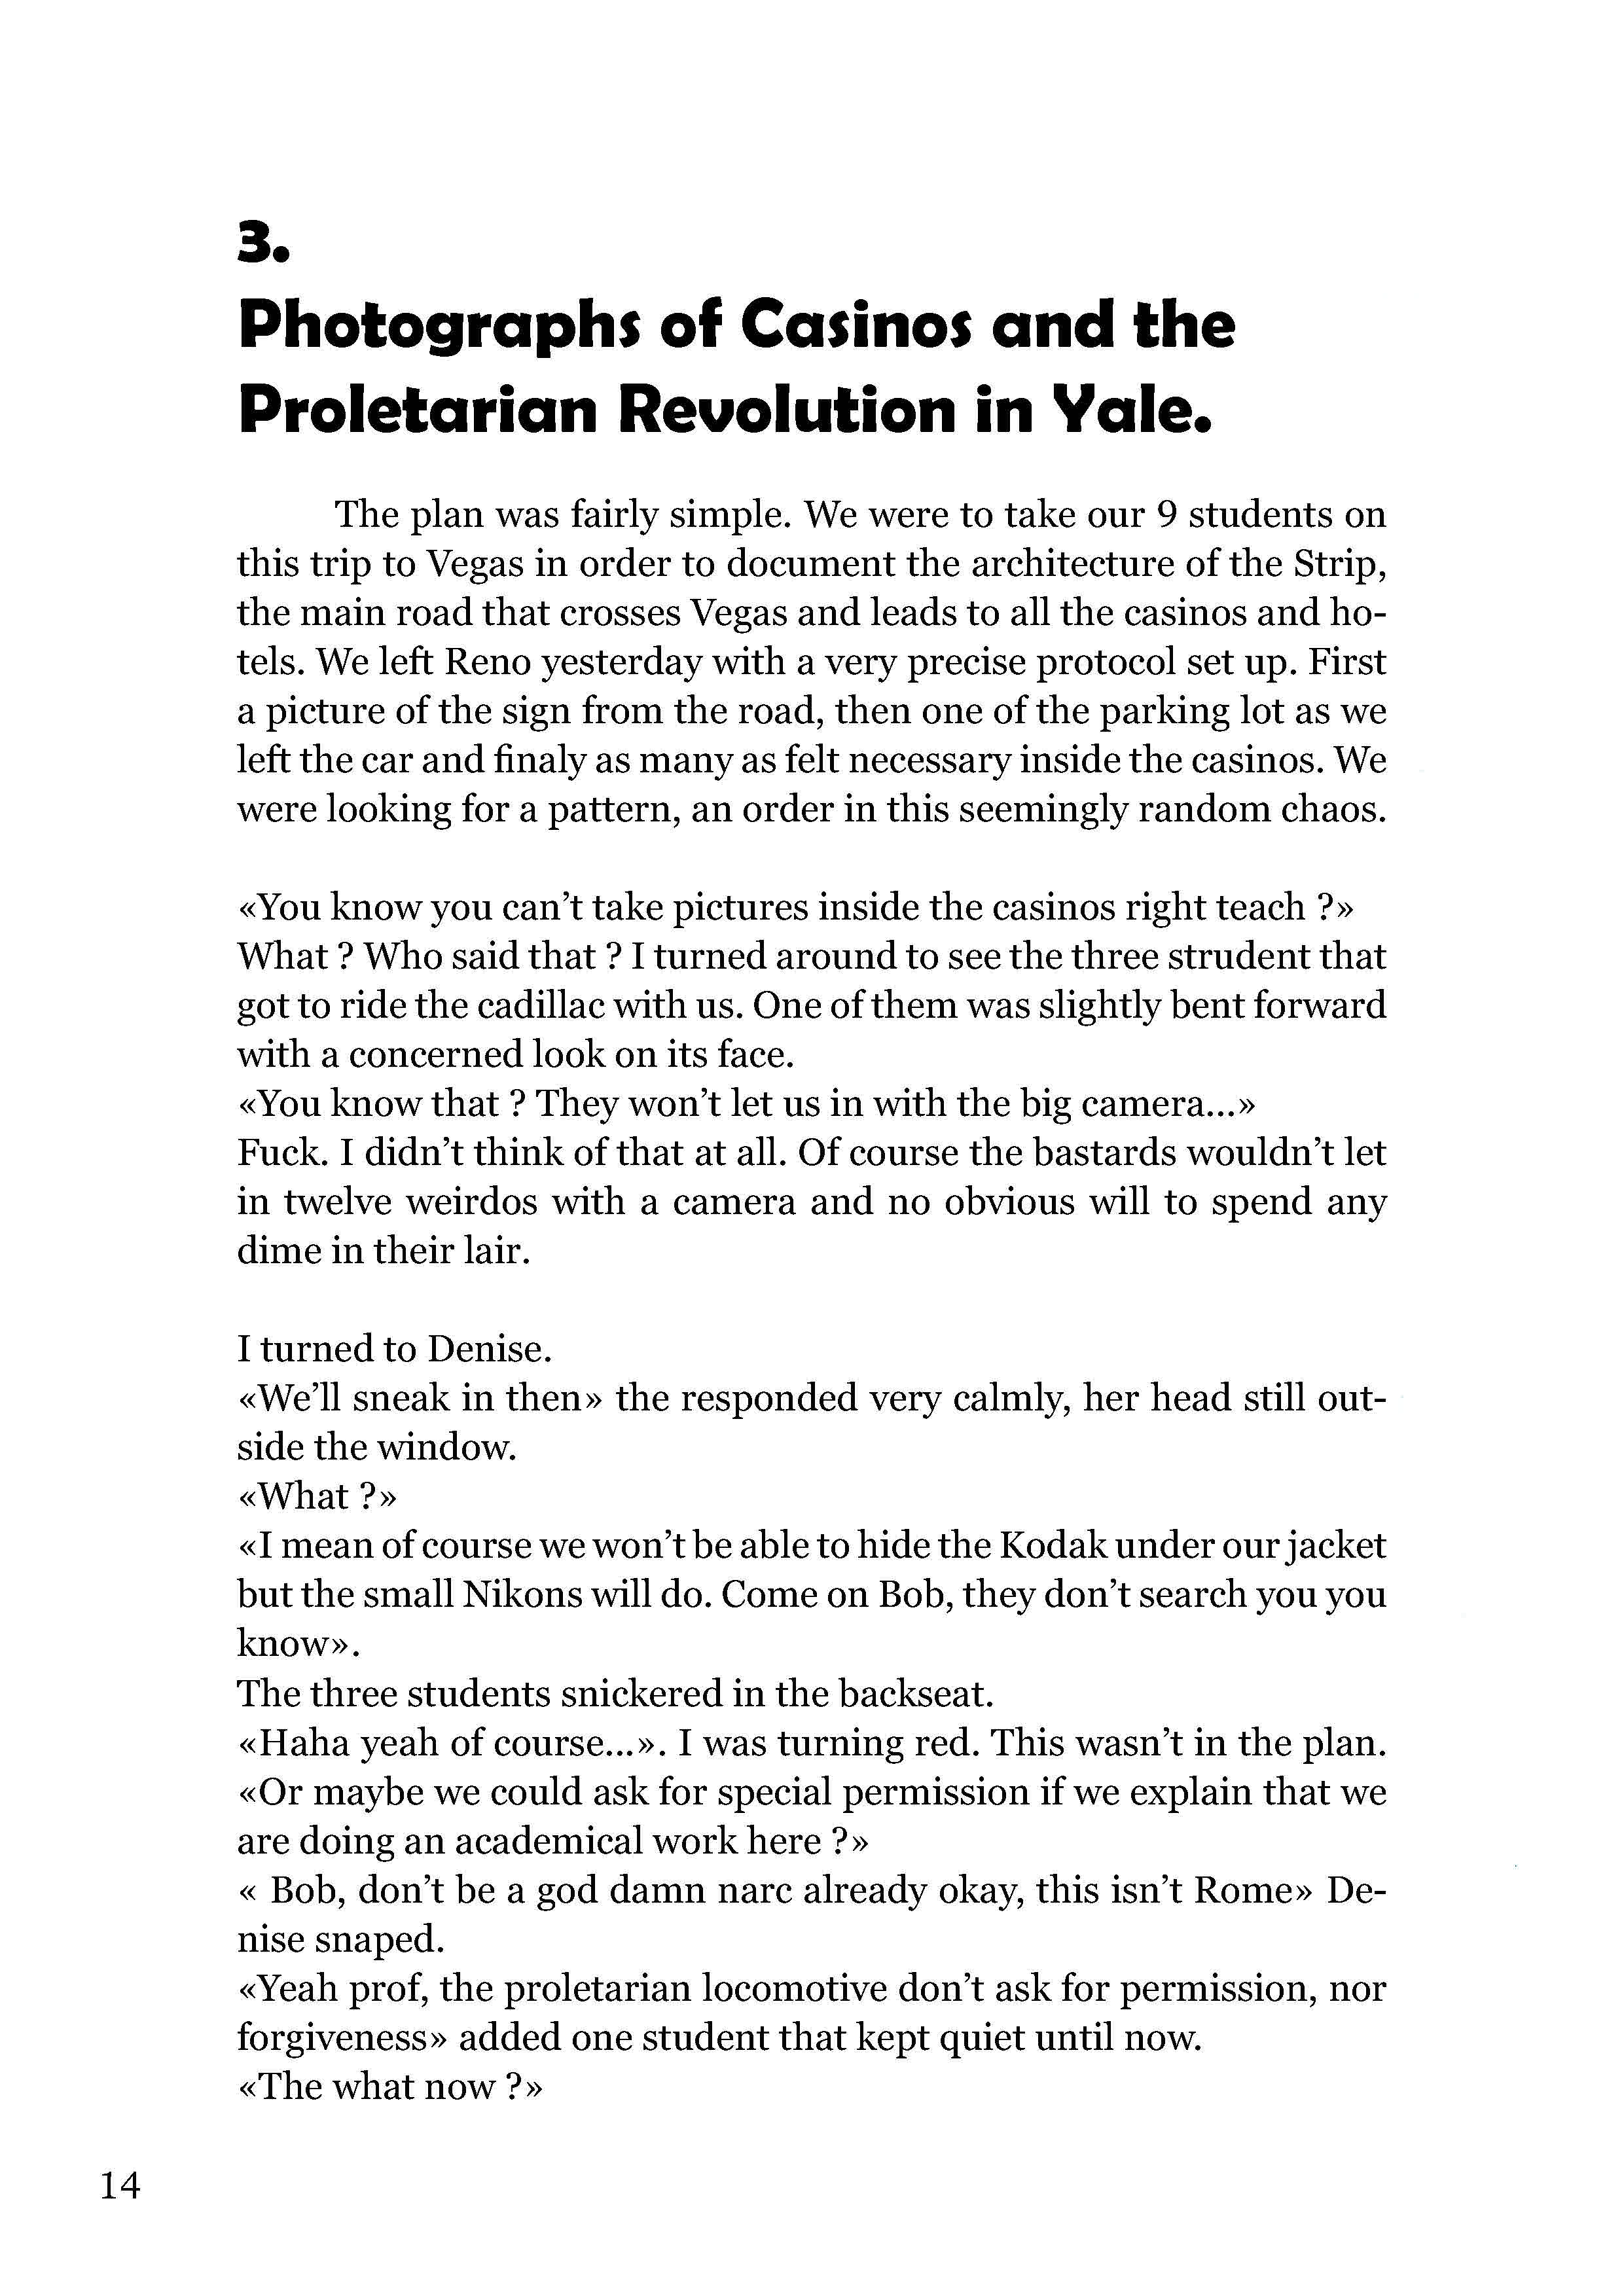 3.
Photographs of Casinos and the
Proletarian Revolution in Yale.
The plan was fairly simple. We were to take our 9 students on
this trip to Vegas in order to document the architecture of the Strip,
the main road that crosses Vegas and leads to all the casinos and ho-
tels. We left Reno yesterday with a very precise protocol set up. First
a picture of the sign from the road, then one of the parking lot as we
left the car and finaly as many as felt necessary inside the casinos. We
were looking for a pattern, an order in this seemingly random chaos.
«You know you can’t take pictures inside the casinos right teach ?»
What ? Who said that ? I turned around to see the three strudent that
got to ride the cadillac with us. One of them was slightly bent forward
with a concerned look on its face.
«You know that ? They won’t let us in with the big camera...»
Fuck. I didn’t think of that at all. Of course the bastards wouldn’t let
in twelve weirdos with a camera and no obvious will to spend any
dime in their lair.
I turned to Denise.
«We’ll sneak in then» the responded very calmly, her head still out-
side the window.
«What ?»
«I mean of course we won’t be able to hide the Kodak under our jacket
but the small Nikons will do. Come on Bob, they don’t search you you
know».
The three students snickered in the backseat.
«Haha yeah of course...». I was turning red. This wasn’t in the plan.
«Or maybe we could ask for special permission if we explain that we
are doing an academical work here ?»
« Bob, don’t be a god damn narc already okay, this isn’t Rome» De-
nise snaped.
«Yeah prof, the proletarian locomotive don’t ask for permission, nor
forgiveness» added one student that kept quiet until now.
«The what now ?»
14